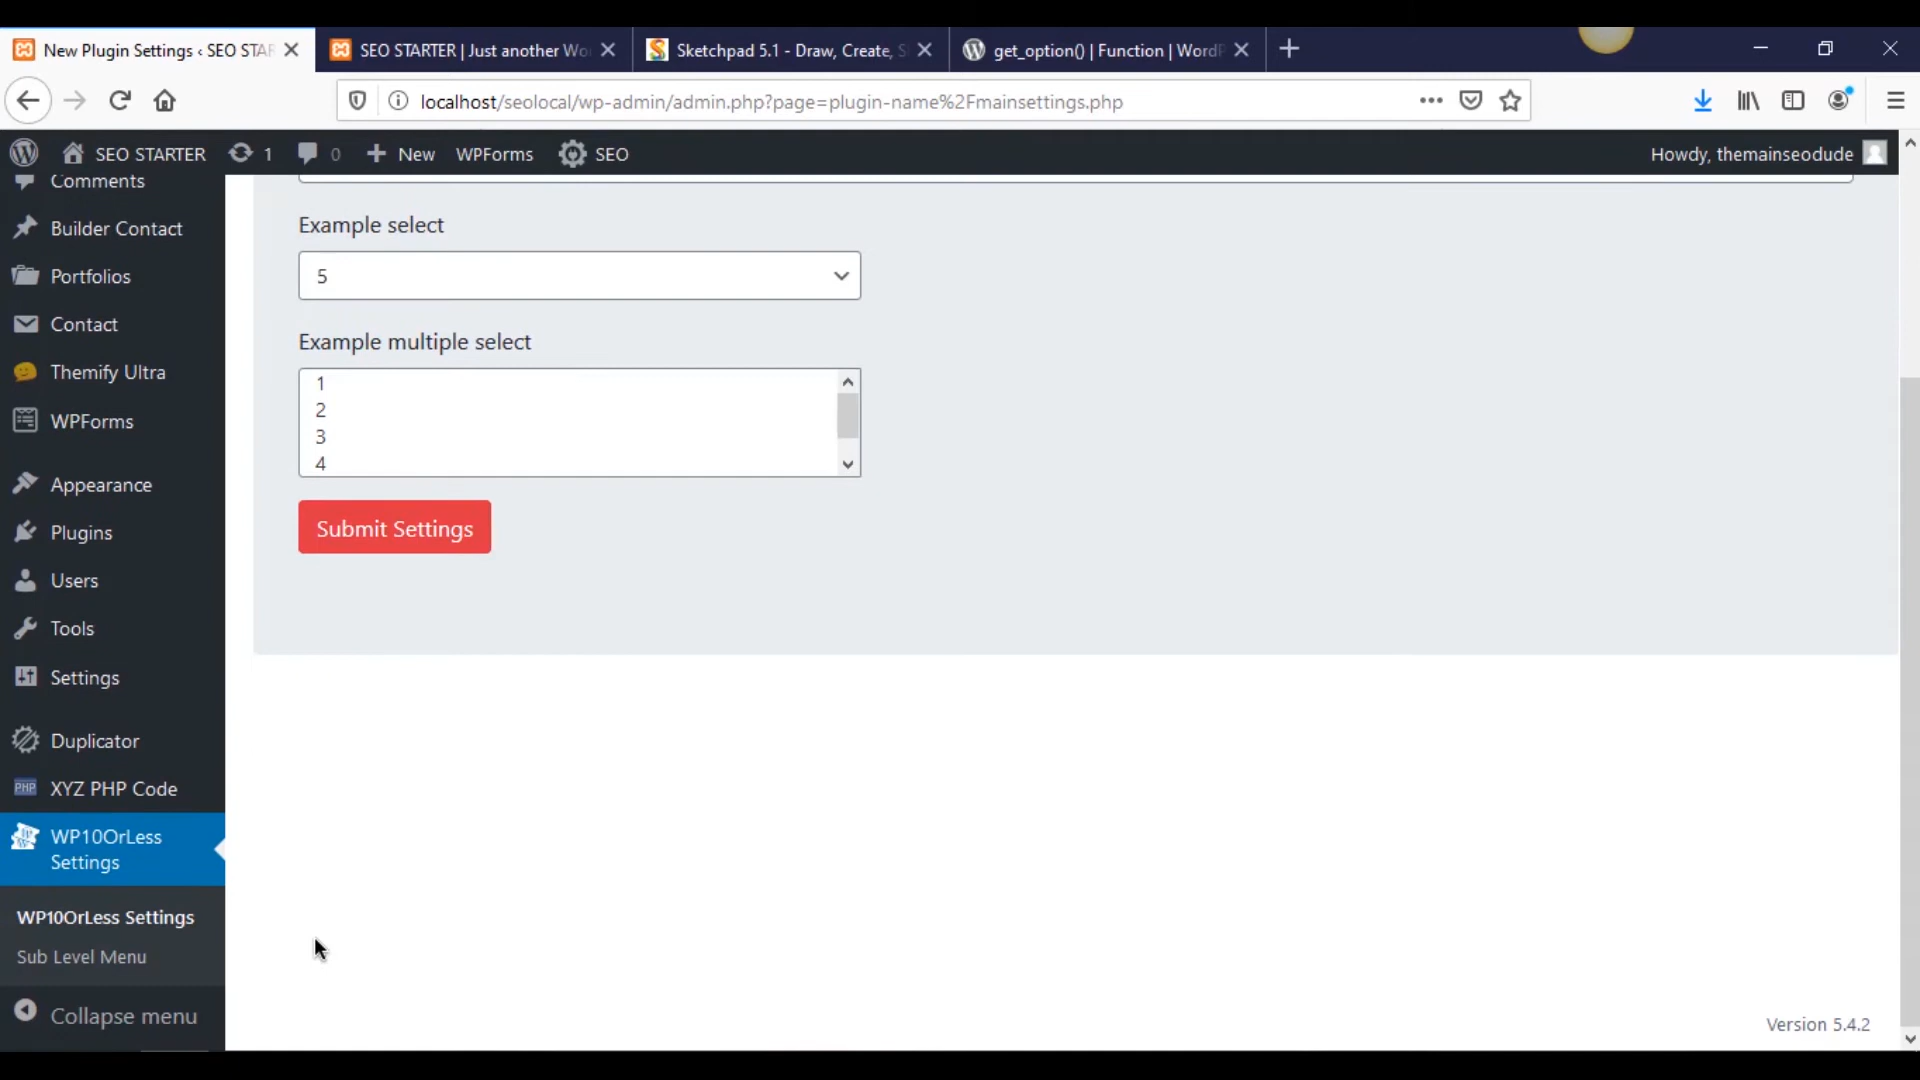 New Plugin Settings ‹ SEO STAR
SEO STARTER | Just another Wo
Sketchpad 5.1 - Draw, Create, S
get_option() | Function | WordP
localhost/seolocal/wp-admin/admin.php?page=plugin-name%2Fmainsettings.php
SEO STARTER
1
0
New
WPForms
SEO
Howdy, themainseodude
Comments
Builder Contact
Portfolios
Contact
Themify Ultra
WPForms
Appearance
Plugins
Users
Tools
Settings
Duplicator
PHP
XYZ PHP Code
WP10OrLess
Settings
WP10OrLess Settings
Sub Level Menu
Collapse menu
Example select
5
Example multiple select
1
2
3
4
Submit Settings
Version 5.4.2